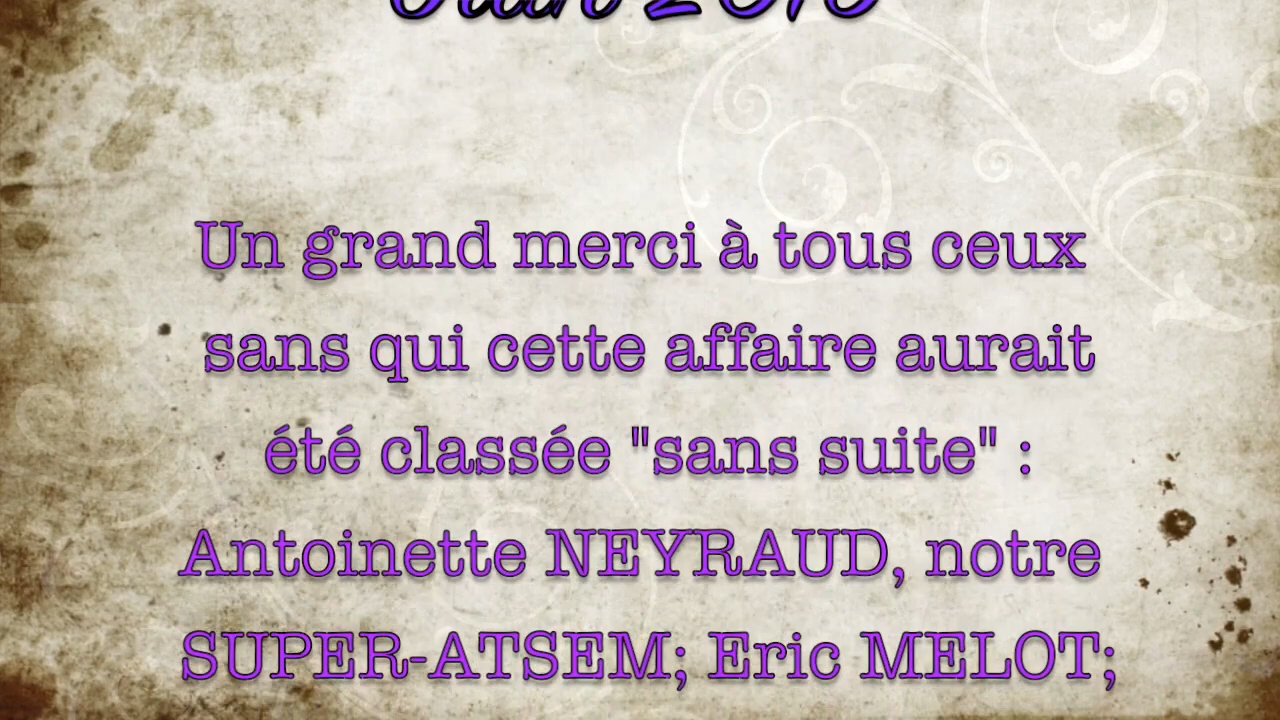 Un grand merci à tous ceux
sans qui cette affaire aurait
été classée "sans suite" :
Antoinette NEYRAUD, notre
SUPER-ATSEM; Eric MELOT;